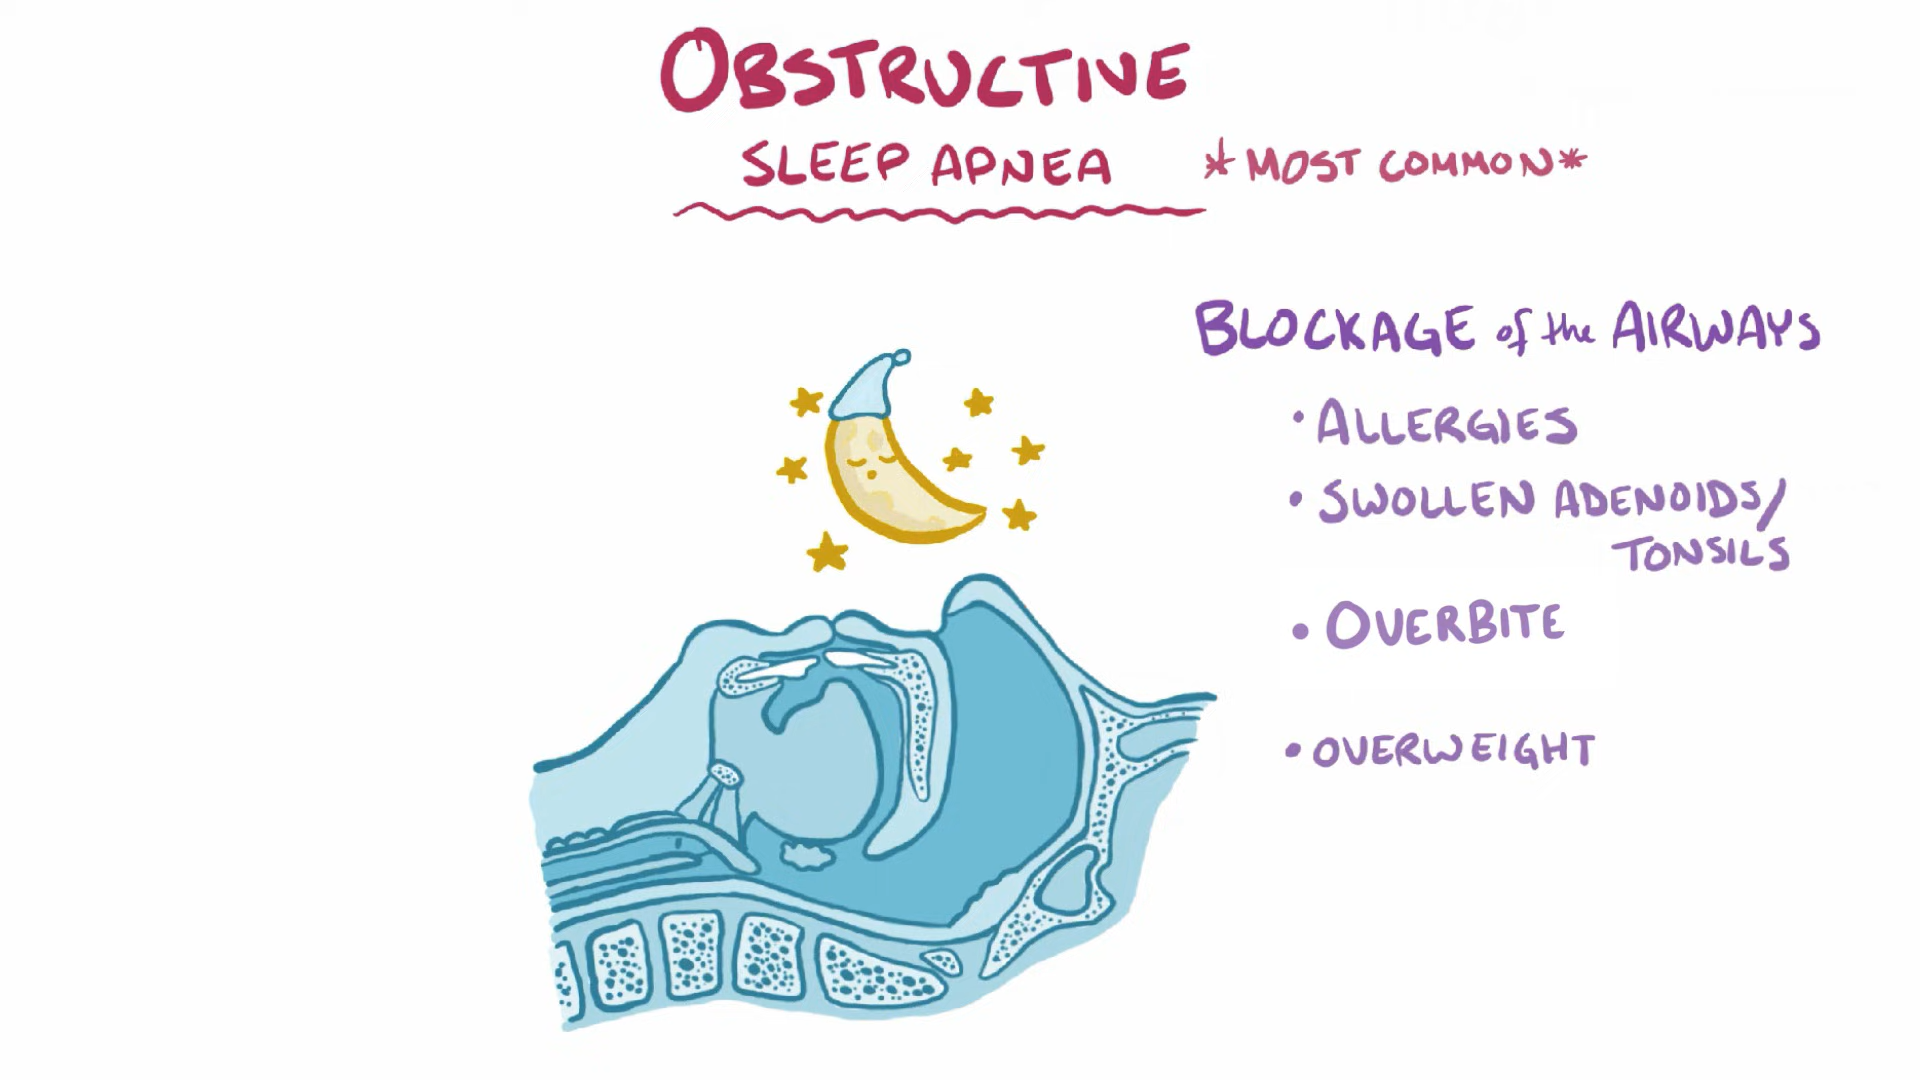 OBSTRUCTIVE
SLEEP APNEA *MOST COMMON*
BLOCKAGE of the AIRWAYS
• ALLERGIES
• SWOLLEN ADENOIDS/
TONSILS
• OVERBITE
• OVERWEIGHT